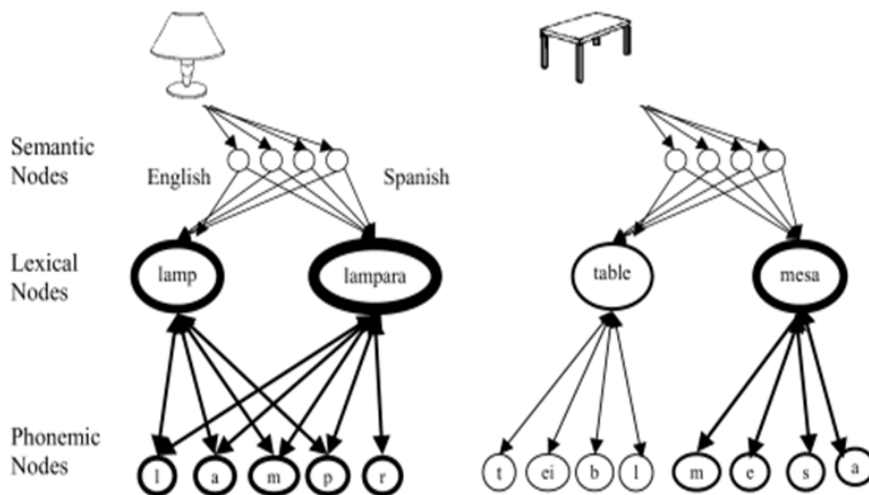 Semantic
Nodes
English
Spanish
Lexical
Nodes
lamp
lampara
table
mesa
Phonemic
Nodes
l
a
m
p
r
t
ei
b
l
m
e
s
a